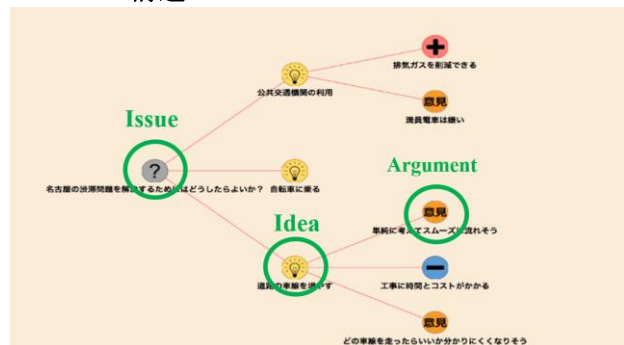 構造
排気ガスを削減できる
公共交通機関の利用
Issue
意見
満員電車は嫌い
?
Argument
名古屋の渋滞問題を解決するためにはどうしたらよいか?
自転車に乗る
意見
Idea
単純に考えてスムーズに流れそう
道路の車線を増やす
工事に時間とコストがかかる
意見
どの車線を走ったらいいか分かりにくくなりそう